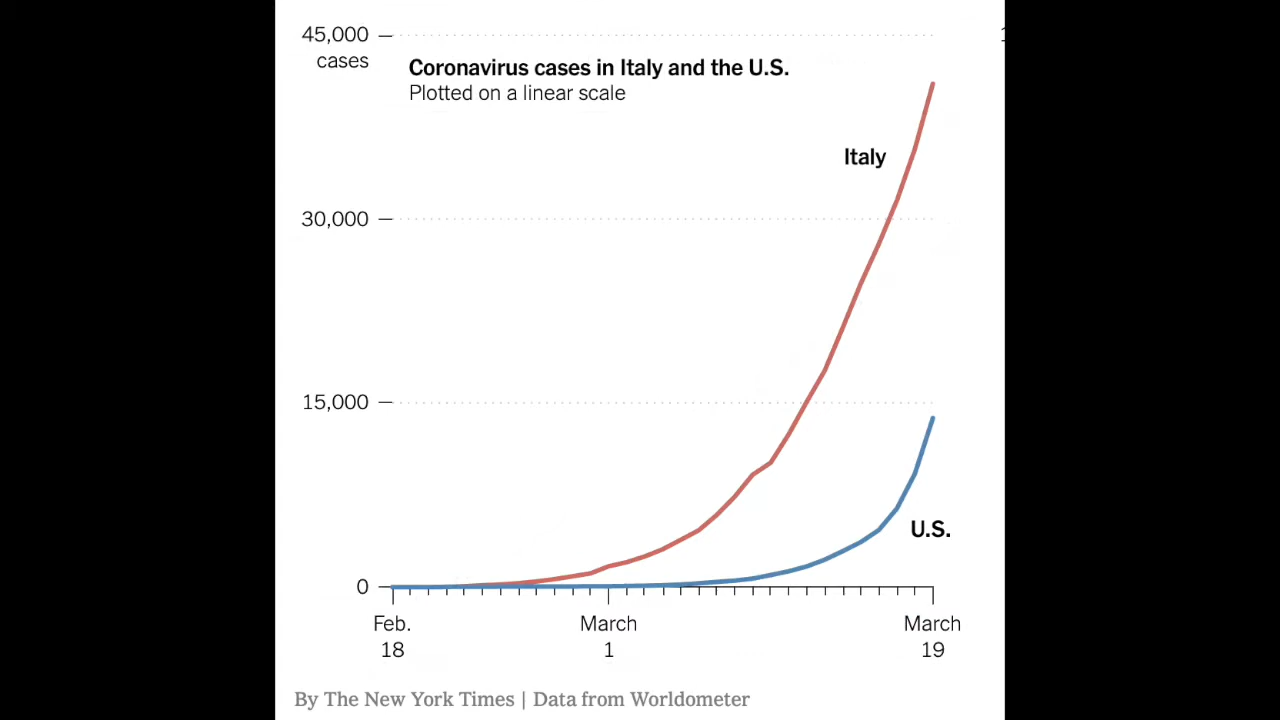 45,000
cases
Coronavirus cases in Italy and the U.S.
Plotted on a linear scale
Italy
30,000
15,000
U.S.
0
Feb.
18
March
1
March
19
By The New York Times | Data from Worldometer